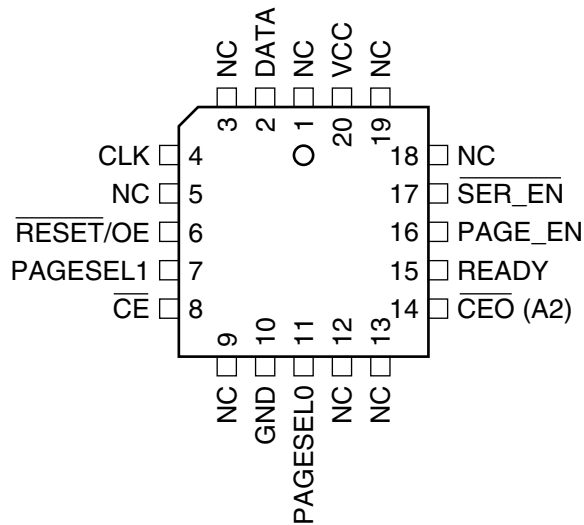 NC
DATA
NC
VCC
NC
3
2
1
20
19
CLK 4
NC 5
RESET/OE 6
PAGESEL1 7
CE 8
18 NC
17 SER_EN
16 PAGE_EN
15 READY
14 CEO (A2)
9
10
11
12
13
NC
GND
PAGESEL0
NC
NC